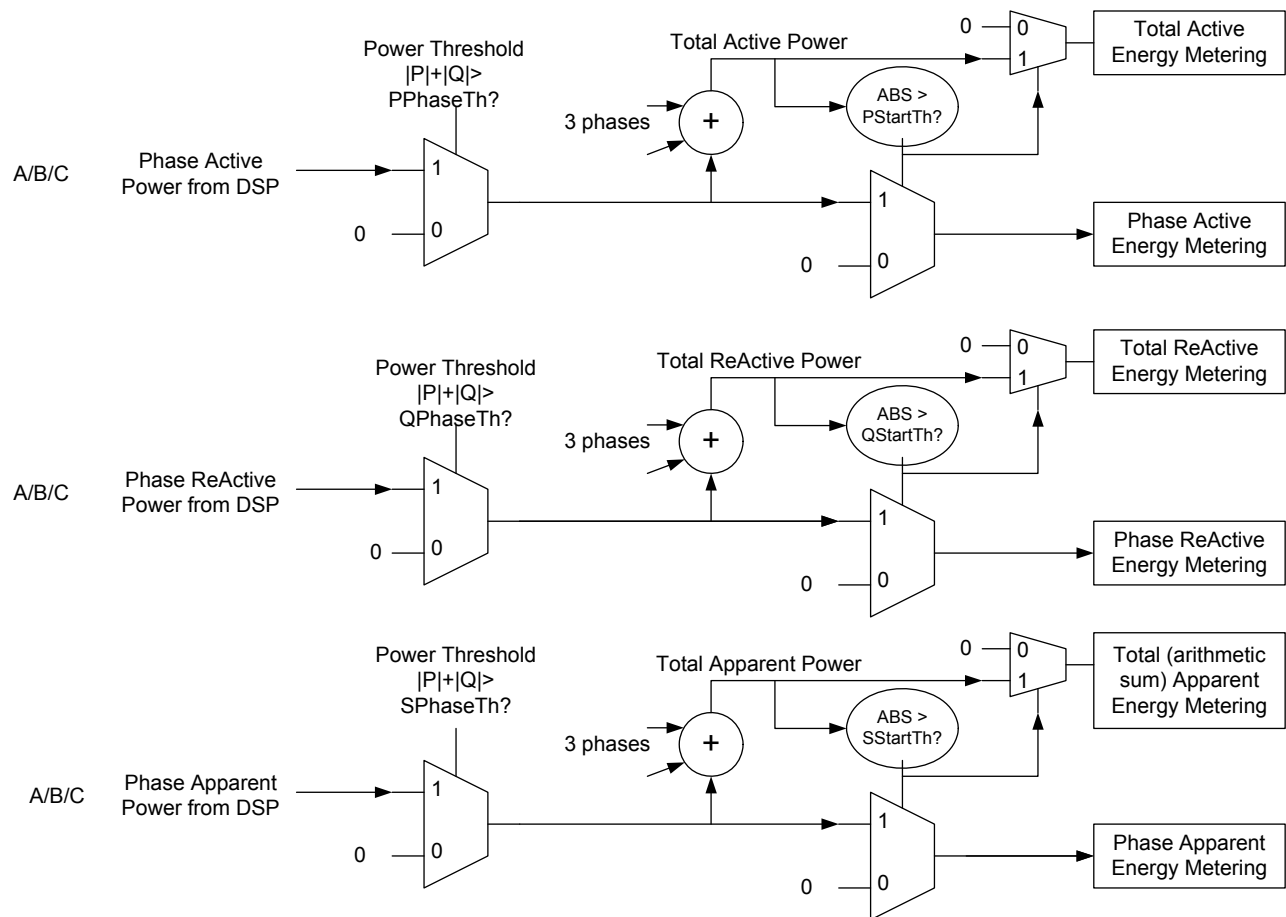 Power Threshold
|P|+|Q|>
PPhaseTh?
A/B/C
Phase Active
Power from DSP
1
0
0
3 phases
+
Total Active Power
ABS >
PStartTh?
0
0
1
Total Active
Energy Metering
1
0
0
Phase Active
Energy Metering
Power Threshold
|P|+|Q|>
QPhaseTh?
A/B/C
Phase ReActive
Power from DSP
1
0
0
3 phases
+
Total ReActive Power
ABS >
QStartTh?
0
0
1
Total ReActive
Energy Metering
1
0
0
Phase ReActive
Energy Metering
Power Threshold
|P|+|Q|>
SPhaseTh?
A/B/C
Phase Apparent
Power from DSP
1
0
0
3 phases
+
Total Apparent Power
ABS >
SStartTh?
0
0
1
Total (arithmetic
sum) Apparent
Energy Metering
1
0
0
Phase Apparent
Energy Metering